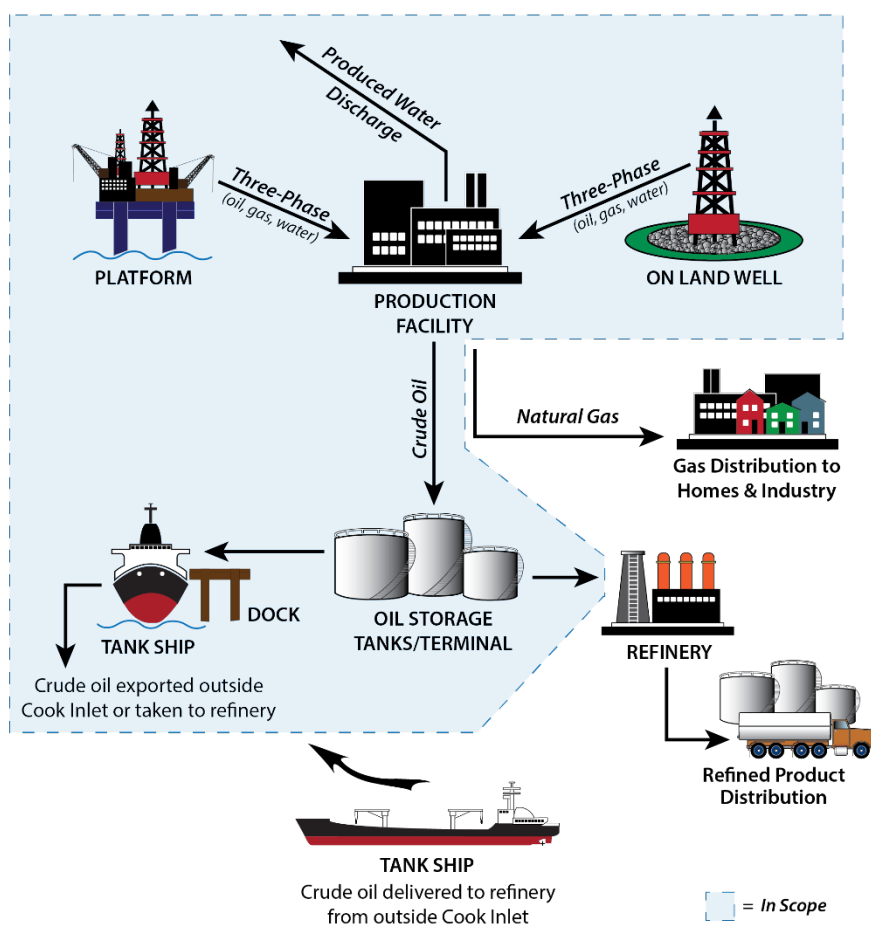 Produced Water
Discharge
Three-Phase
(oil, gas, water)
Three-Phase
(oil, gas, water)
PLATFORM
PRODUCTION
FACILITY
ON LAND WELL
Crude Oil
Natural Gas
Gas Distribution to
Homes & Industry
DOCK
TANK SHIP
OIL STORAGE
TANKS/TERMINAL
REFINERY
Crude oil exported outside
Cook Inlet or taken to refinery
Refined Product
Distribution
TANK SHIP
Crude oil delivered to refinery
from outside Cook Inlet
= In Scope